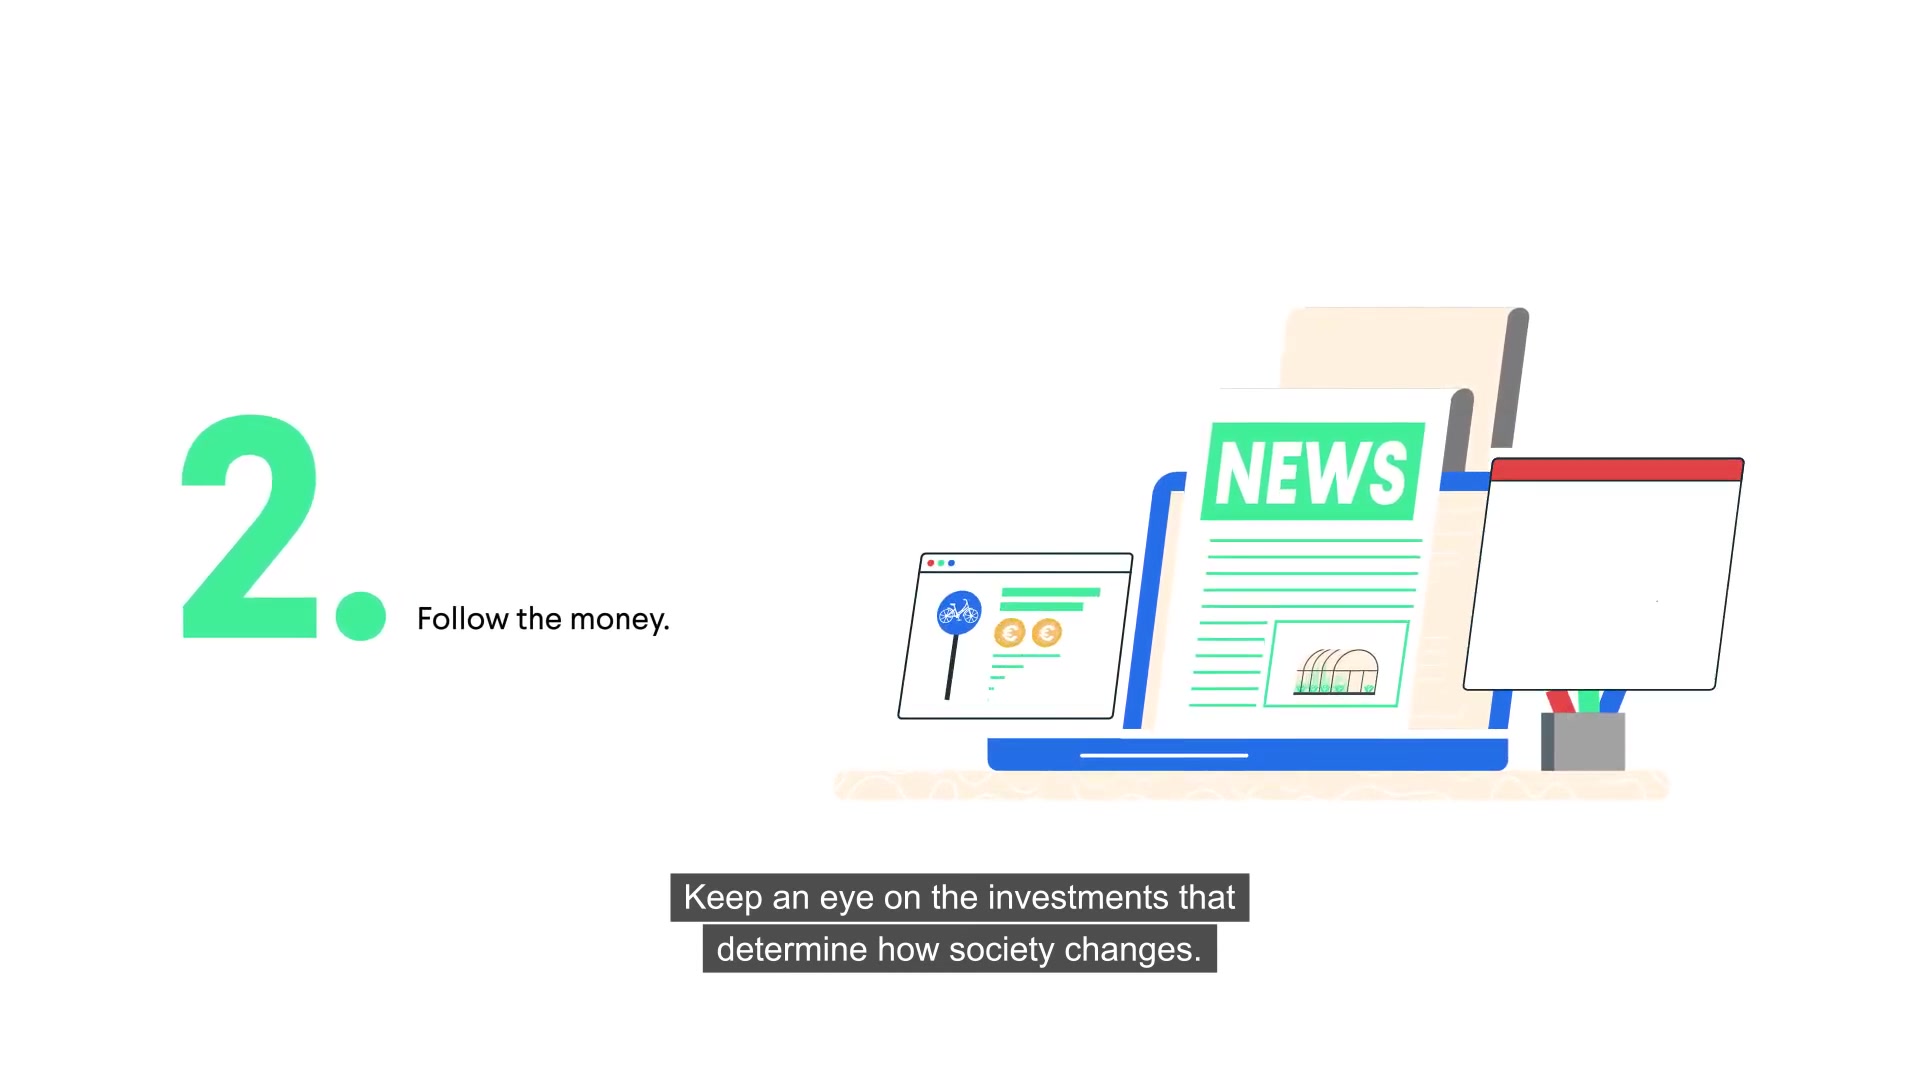 2.
Follow the money.
NEWS
€ €
Keep an eye on the investments that
determine how society changes.